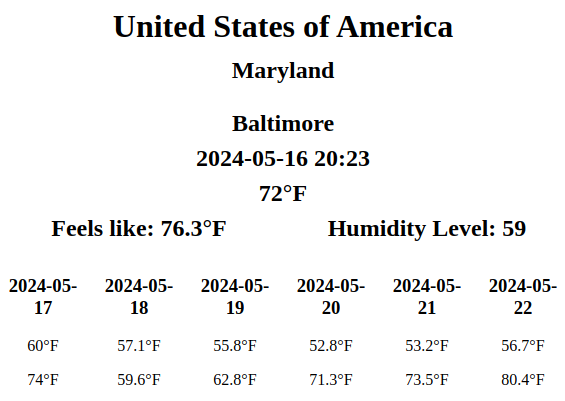 United States of America
Maryland
Baltimore
2024-05-16 20:23
72°F
Feels like: 76.3°F Humidity Level: 59
2024-05-17 2024-05-18 2024-05-19 2024-05-20 2024-05-21 2024-05-22
60°F 57.1°F 55.8°F 52.8°F 53.2°F 56.7°F
74°F 59.6°F 62.8°F 71.3°F 73.5°F 80.4°F